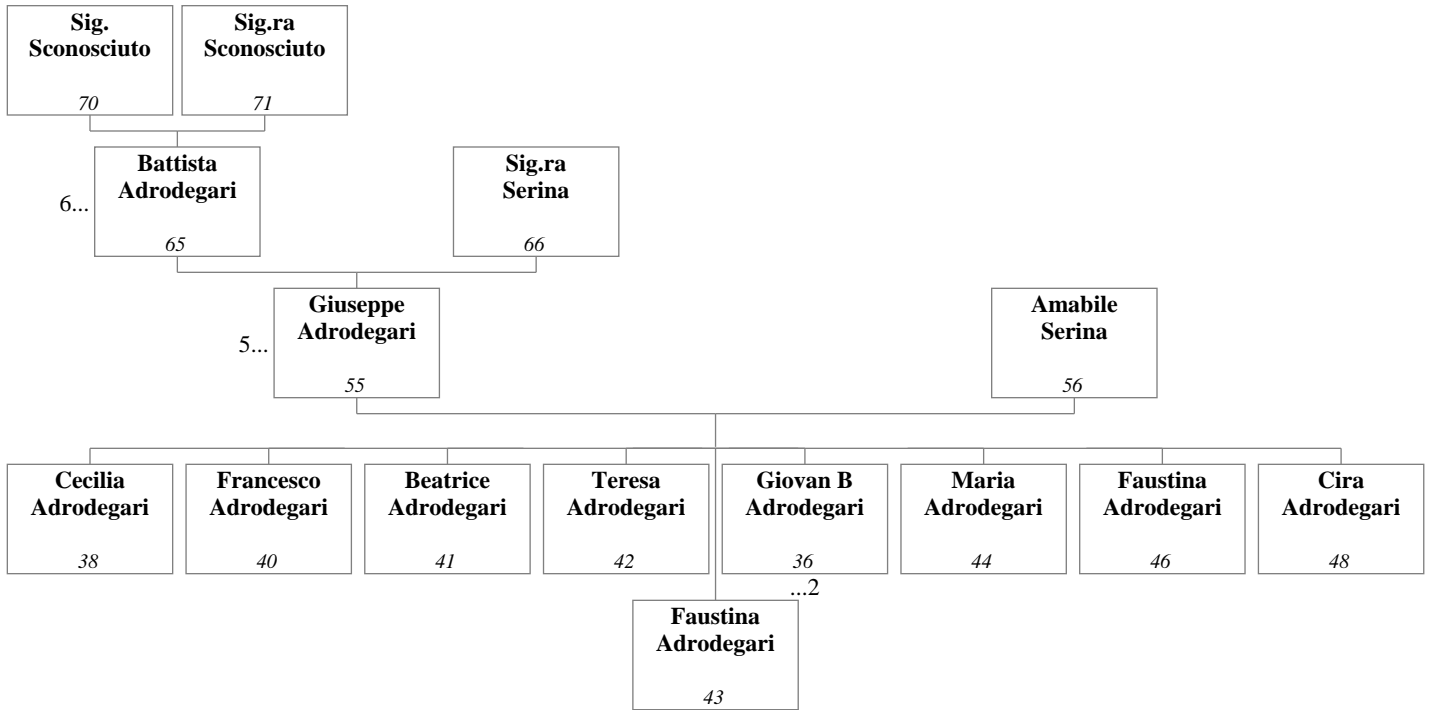 Sig.
Sconosciuto
70
Sig.ra
Sconosciuto
71
Battista
Adrodegari
65
6...
Sig.ra
Serina
66
Giuseppe
Adrodegari
55
5...
Amabile
Serina
56
Cecilia
Adrodegari
38
Francesco
Adrodegari
40
Beatrice
Adrodegari
41
Teresa
Adrodegari
42
Giovan B
Adrodegari
36
...2
Maria
Adrodegari
44
Faustina
Adrodegari
46
Cira
Adrodegari
48
Faustina
Adrodegari
43